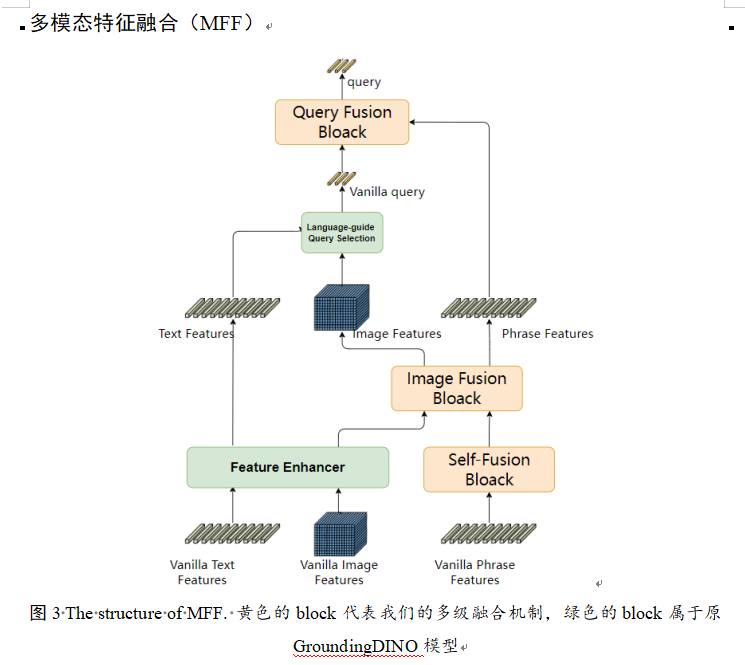 多模态特征融合（MFF）
query
Query Fusion
Bloack
Vanilla query
Language-guide
Query Selection
Text Features
Image Features
Phrase Features
Image Fusion
Bloack
Feature Enhancer
Self-Fusion
Bloack
Vanilla Text
Features
Vanilla Image
Features
Vanilla Phrase
Features
图 3 The structure of MFF. 黄色的 block 代表我们的多级融合机制，绿色的 block 属于原
GroundingDINO 模型